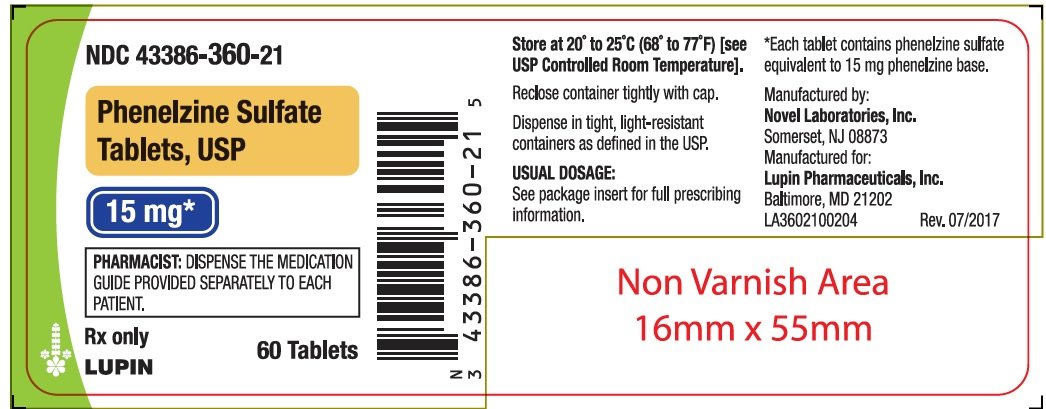 NDC 43386-360-21
Phenelzine Sulfate
Tablets, USP
15 mg*
PHARMACIST: DISPENSE THE MEDICATION
GUIDE PROVIDED SEPARATELY TO EACH
PATIENT.
Rx only
60 Tablets
LUPIN
N
3 43386-360-21 5
Store at 20˚ to 25˚C (68˚ to 77˚F) [see
USP Controlled Room Temperature].
Reclose container tightly with cap.
Dispense in tight, light-resistant
containers as defined in the USP.
USUAL DOSAGE:
See package insert for full prescribing
information.
*Each tablet contains phenelzine sulfate
equivalent to 15 mg phenelzine base.
Manufactured by:
Novel Laboratories, Inc.
Somerset, NJ 08873
Manufactured for:
Lupin Pharmaceuticals, Inc.
Baltimore, MD 21202
LA3602100204 Rev. 07/2017
Non Varnish Area
16mm x 55mm